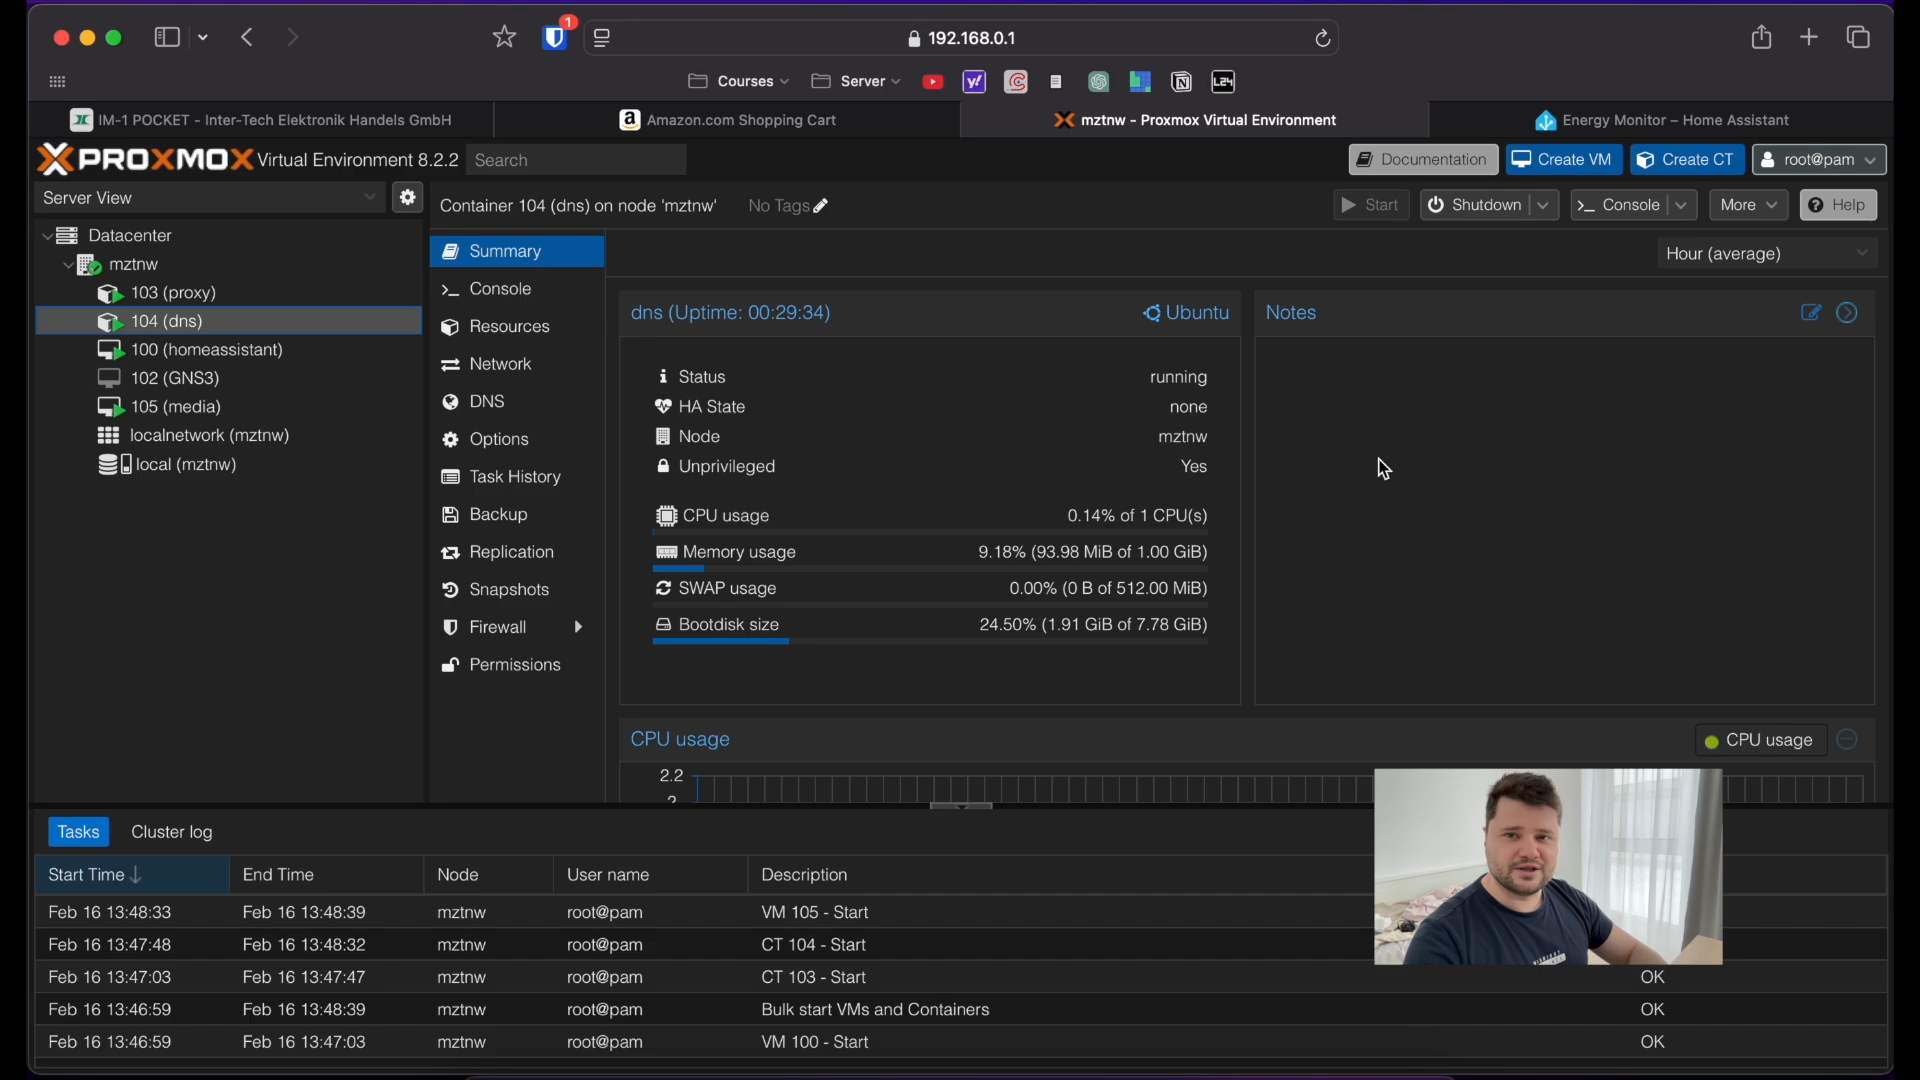 1
192.168.0.1
Courses
Server
y!
L24
IM-1 POCKET - Inter-Tech Elektronik Handels GmbH
Amazon.com Shopping Cart
mztnw - Proxmox Virtual Environment
Energy Monitor – Home Assistant
PROXMOX Virtual Environment 8.2.2
Search
Documentation
Create VM
Create CT
root@pam
Server View
Container 104 (dns) on node 'mztnw'
No Tags
Start
Shutdown
Console
More
Help
Datacenter
mztnw
103 (proxy)
104 (dns)
100 (homeassistant)
102 (GNS3)
105 (media)
localnetwork (mztnw)
local (mztnw)
Summary
Console
Resources
Network
DNS
Options
Task History
Backup
Replication
Snapshots
Firewall
Permissions
Hour (average)
dns (Uptime: 00:29:34)
Ubuntu
Status running
HA State none
Node mztnw
Unprivileged Yes
CPU usage 0.14% of 1 CPU(s)
Memory usage 9.18% (93.98 MiB of 1.00 GiB)
SWAP usage 0.00% (0 B of 512.00 MiB)
Bootdisk size 24.50% (1.91 GiB of 7.78 GiB)
Notes
CPU usage
CPU usage
2.2
2
Tasks
Cluster log
Start Time End Time Node User name Description
Feb 16 13:48:33 Feb 16 13:48:39 mztnw root@pam VM 105 - Start
Feb 16 13:47:48 Feb 16 13:48:32 mztnw root@pam CT 104 - Start
Feb 16 13:47:03 Feb 16 13:47:47 mztnw root@pam CT 103 - Start OK
Feb 16 13:46:59 Feb 16 13:48:39 mztnw root@pam Bulk start VMs and Containers OK
Feb 16 13:46:59 Feb 16 13:47:03 mztnw root@pam VM 100 - Start OK